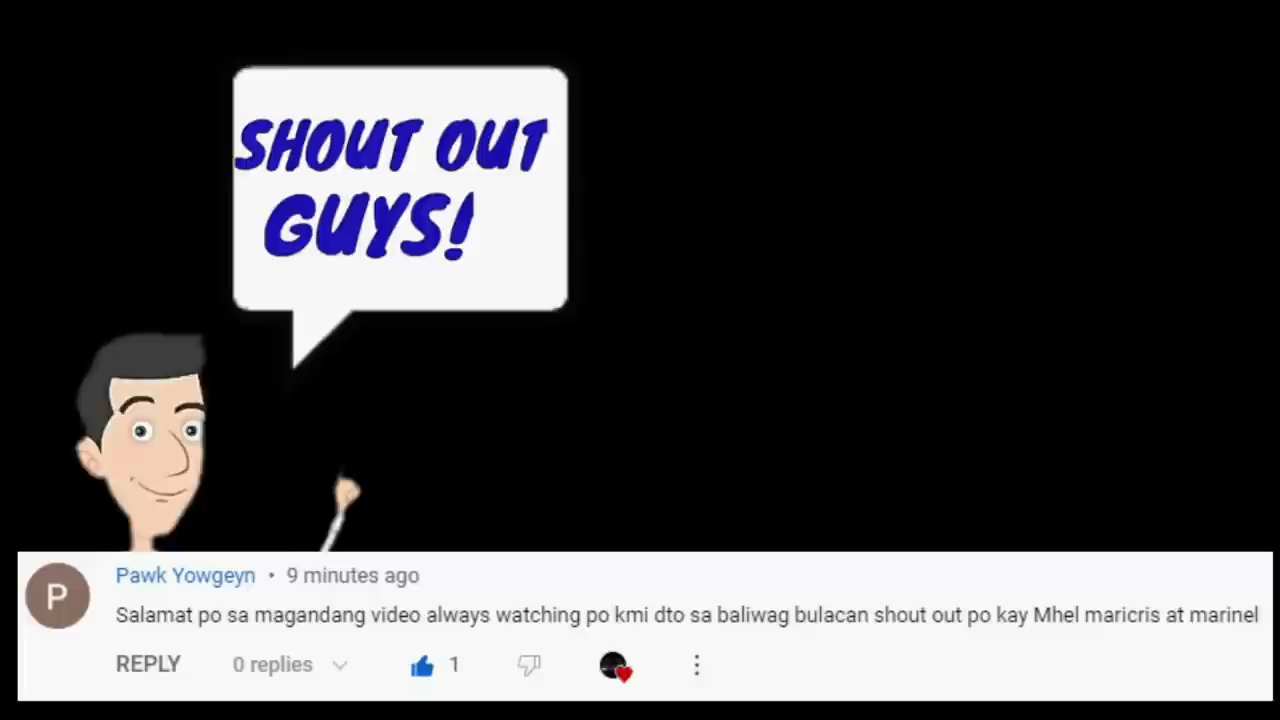 SHOUT OUT
GUYS!
P
Pawk Yowgeyn • 9 minutes ago
Salamat po sa magandang video always watching po kmi dto sa baliwag bulacan shout out po kay Mhel maricris at marinel
REPLY 0 replies 1